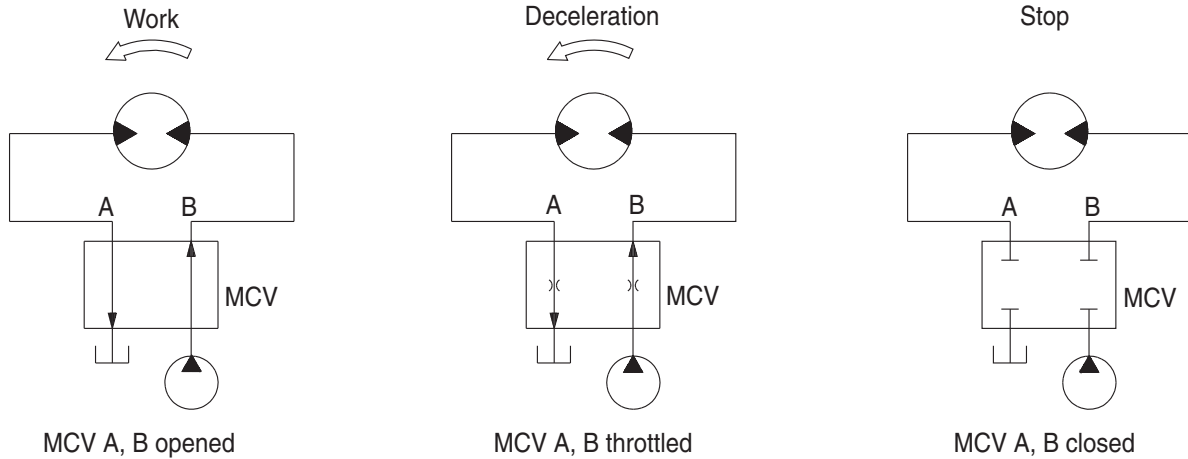 Work
Deceleration
Stop
A B
A B
A B
MCV
MCV
MCV
MCV A, B opened
MCV A, B throttled
MCV A, B closed